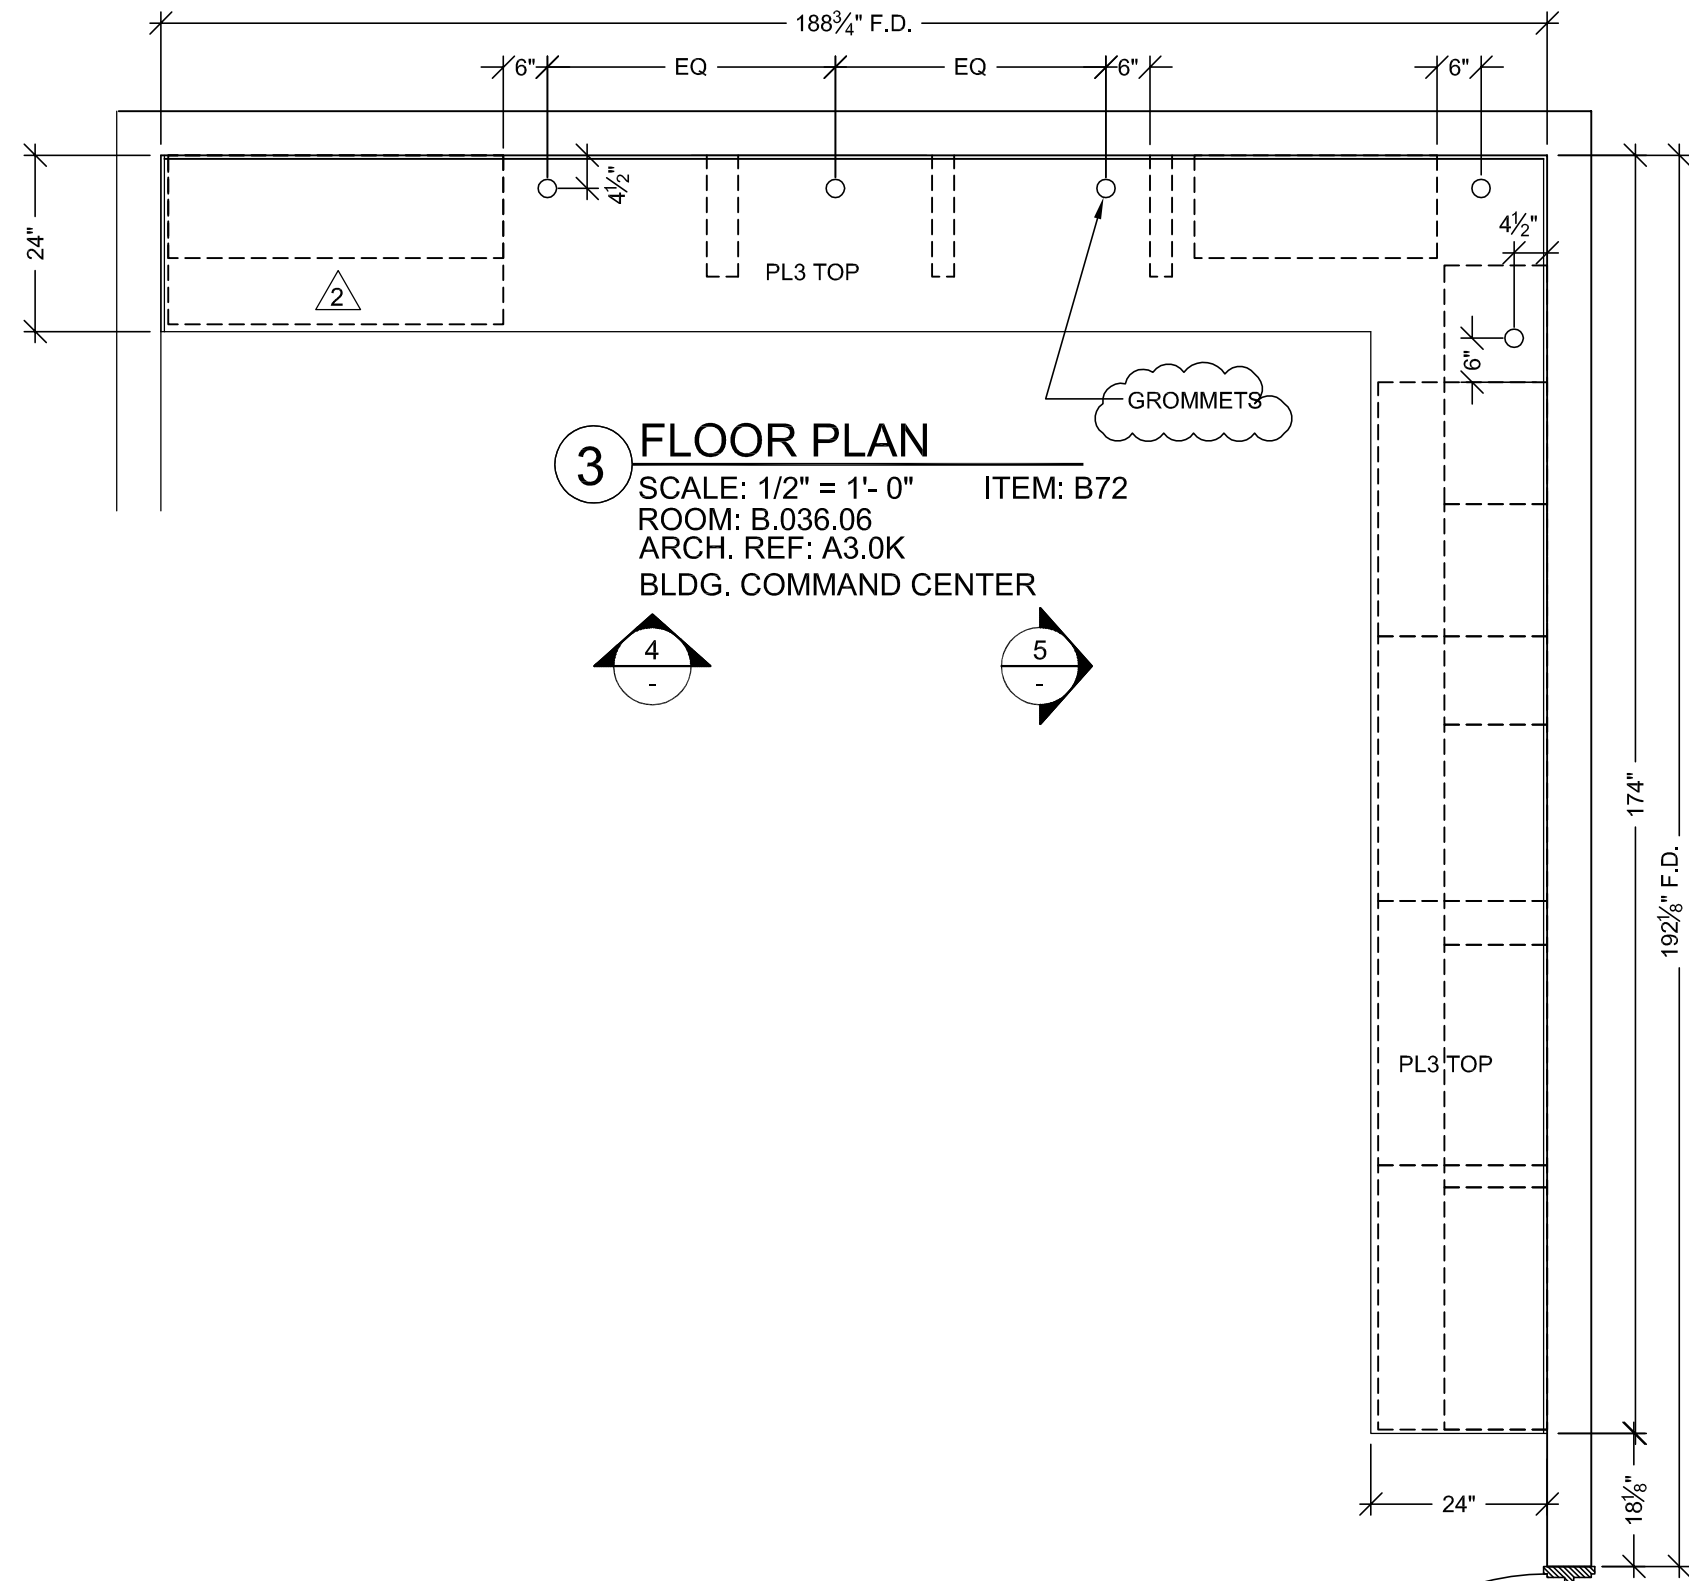 188¾" F.D.
6" EQ EQ 6" 6"
24"
4½"
4½"
PL3 TOP
2
6"
GROMMETS
3 FLOOR PLAN
SCALE: 1/2" = 1'- 0" ITEM: B72
ROOM: B.036.06
ARCH. REF: A3.0K
BLDG. COMMAND CENTER
4
-
5
-
174"
192⅛" F.D.
PL3 TOP
24"
18⅛"